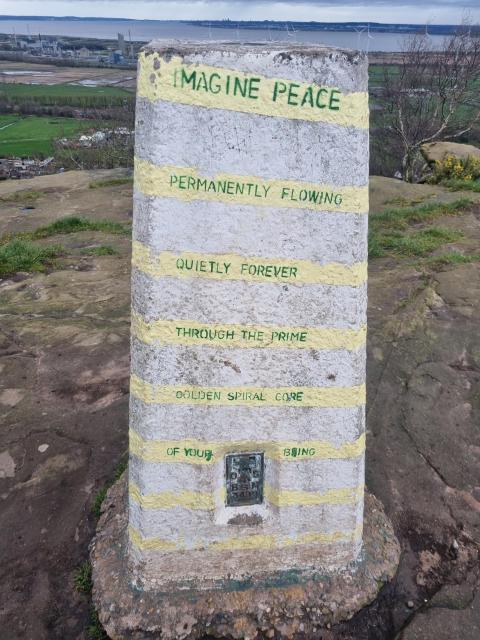 IMAGINE PEACE
PERMANENTLY FLOWING
QUIETLY FOREVER
THROUGH THE PRIME
GOLDEN SPIRAL CORE
OF YOUR BEING